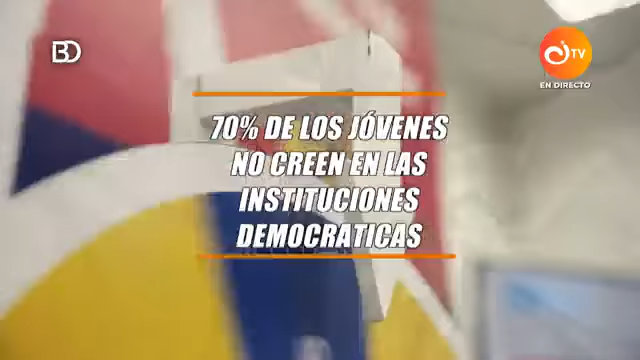 BD
TV
EN DIRECTO
70% DE LOS JÓVENES
NO CREEN EN LAS
INSTITUCIONES
DEMOCRATICAS